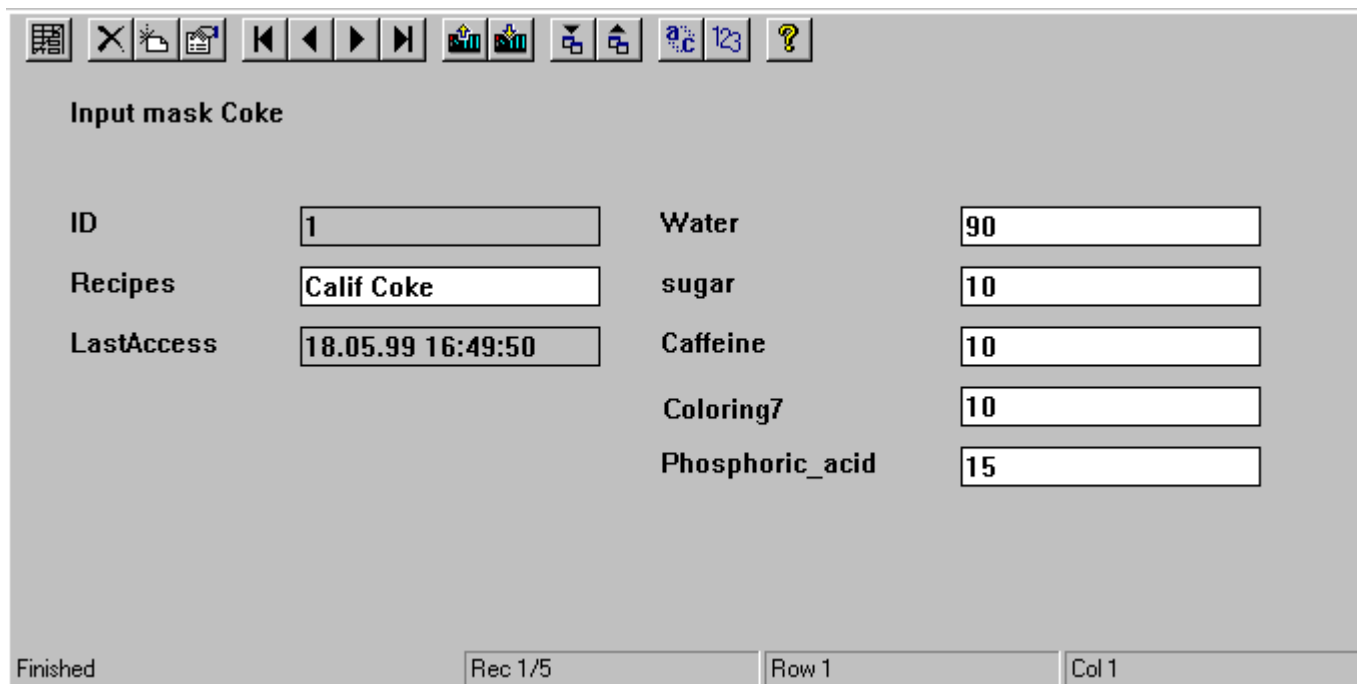 a c 123 ?
Input mask Coke
ID 1 Water 90
Recipes Calif Coke sugar 10
LastAccess 18.05.99 16:49:50 Caffeine 10
Coloring7 10
Phosphoric_acid 15
Finished Rec 1/5 Row 1 Col 1